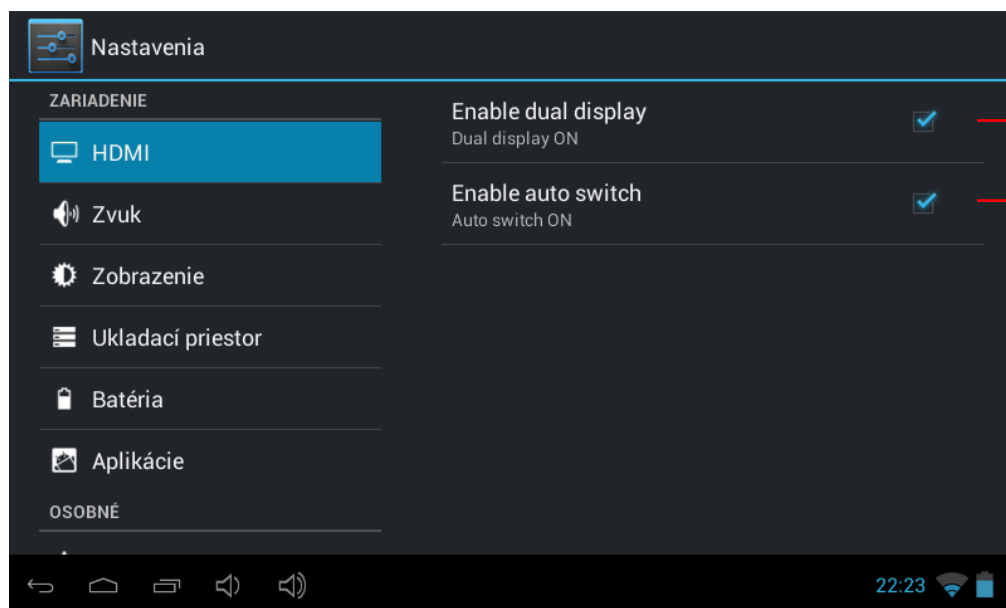 Nastavenia
ZARIADENIE
HDMI
Zvuk
Zobrazenie
Ukladací priestor
Batéria
Aplikácie
OSOBNÉ
Enable dual display
Dual display ON
Enable auto switch
Auto switch ON
22:23